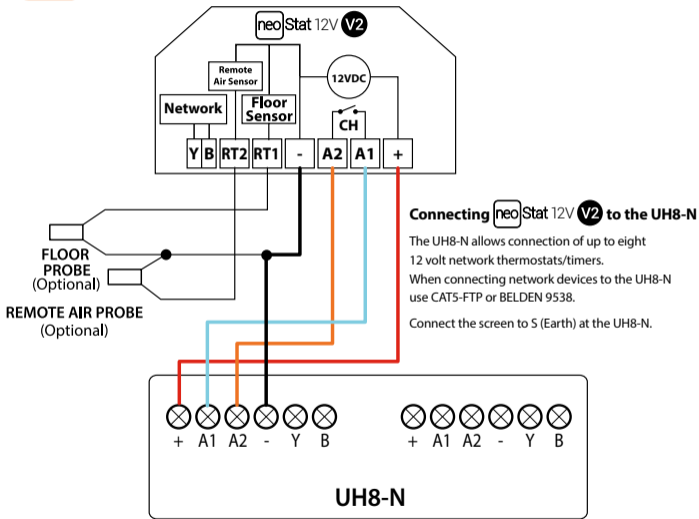 neoStat 12V V2
Remote
Air Sensor
12VDC
Network
Floor
Sensor
CH
Y B RT2 RT1 - A2 A1 +
Connecting neoStat 12V V2 to the UH8-N
The UH8-N allows connection of up to eight
12 volt network thermostats/timers.
When connecting network devices to the UH8-N
use CAT5-FTP or BELDEN 9538.
Connect the screen to S (Earth) at the UH8-N.
FLOOR
PROBE
(Optional)
REMOTE AIR PROBE
(Optional)
+ A1 A2 - Y B + A1 A2 - Y B
UH8-N